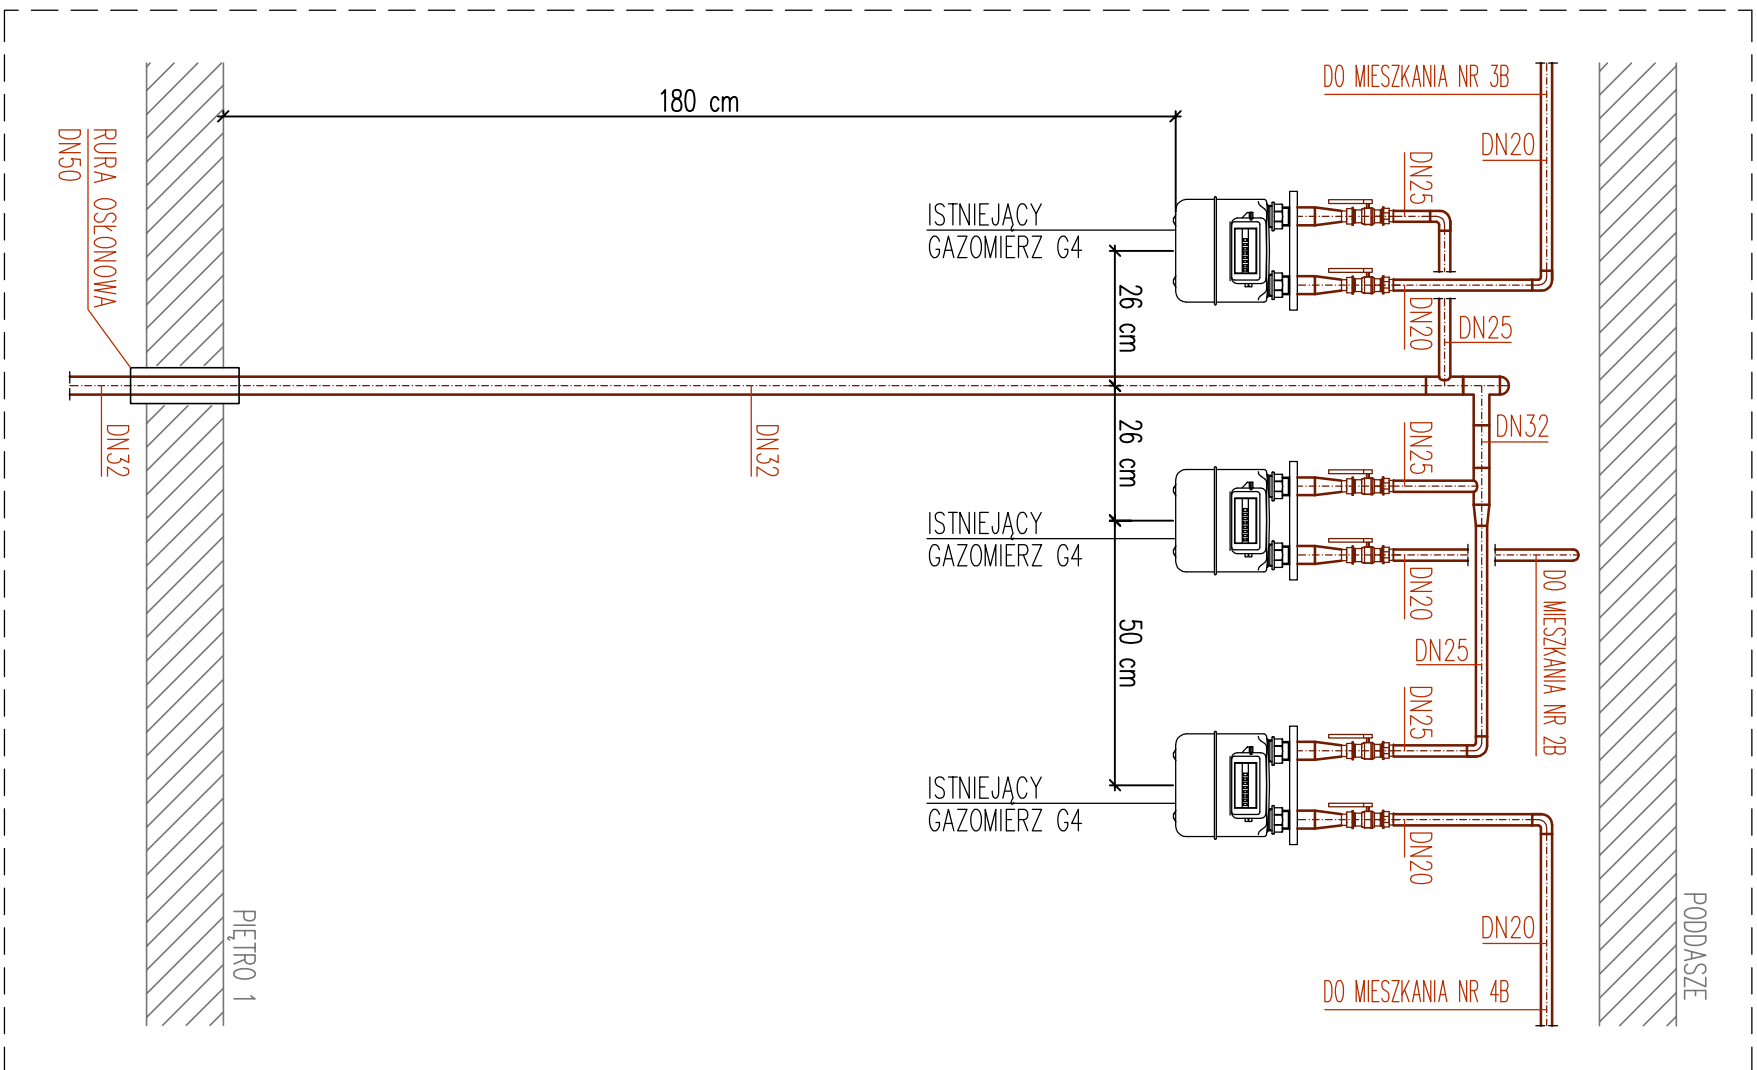 DO MIESZKANIA NR 3B
180 cm
DN20
RURA OSŁONOWA
DN50
DN25
ISTNIEJĄCY
GAZOMIERZ G4
26 cm
DN20
DN25
DN32
DN32
26 cm
DN25
DN32
ISTNIEJĄCY
GAZOMIERZ G4
DN20
DO MIESZKANIA NR 2B
50 cm
DN25
DN25
ISTNIEJĄCY
GAZOMIERZ G4
DN20
PIĘTRO 1
PODDASZE
DN20
DO MIESZKANIA NR 4B